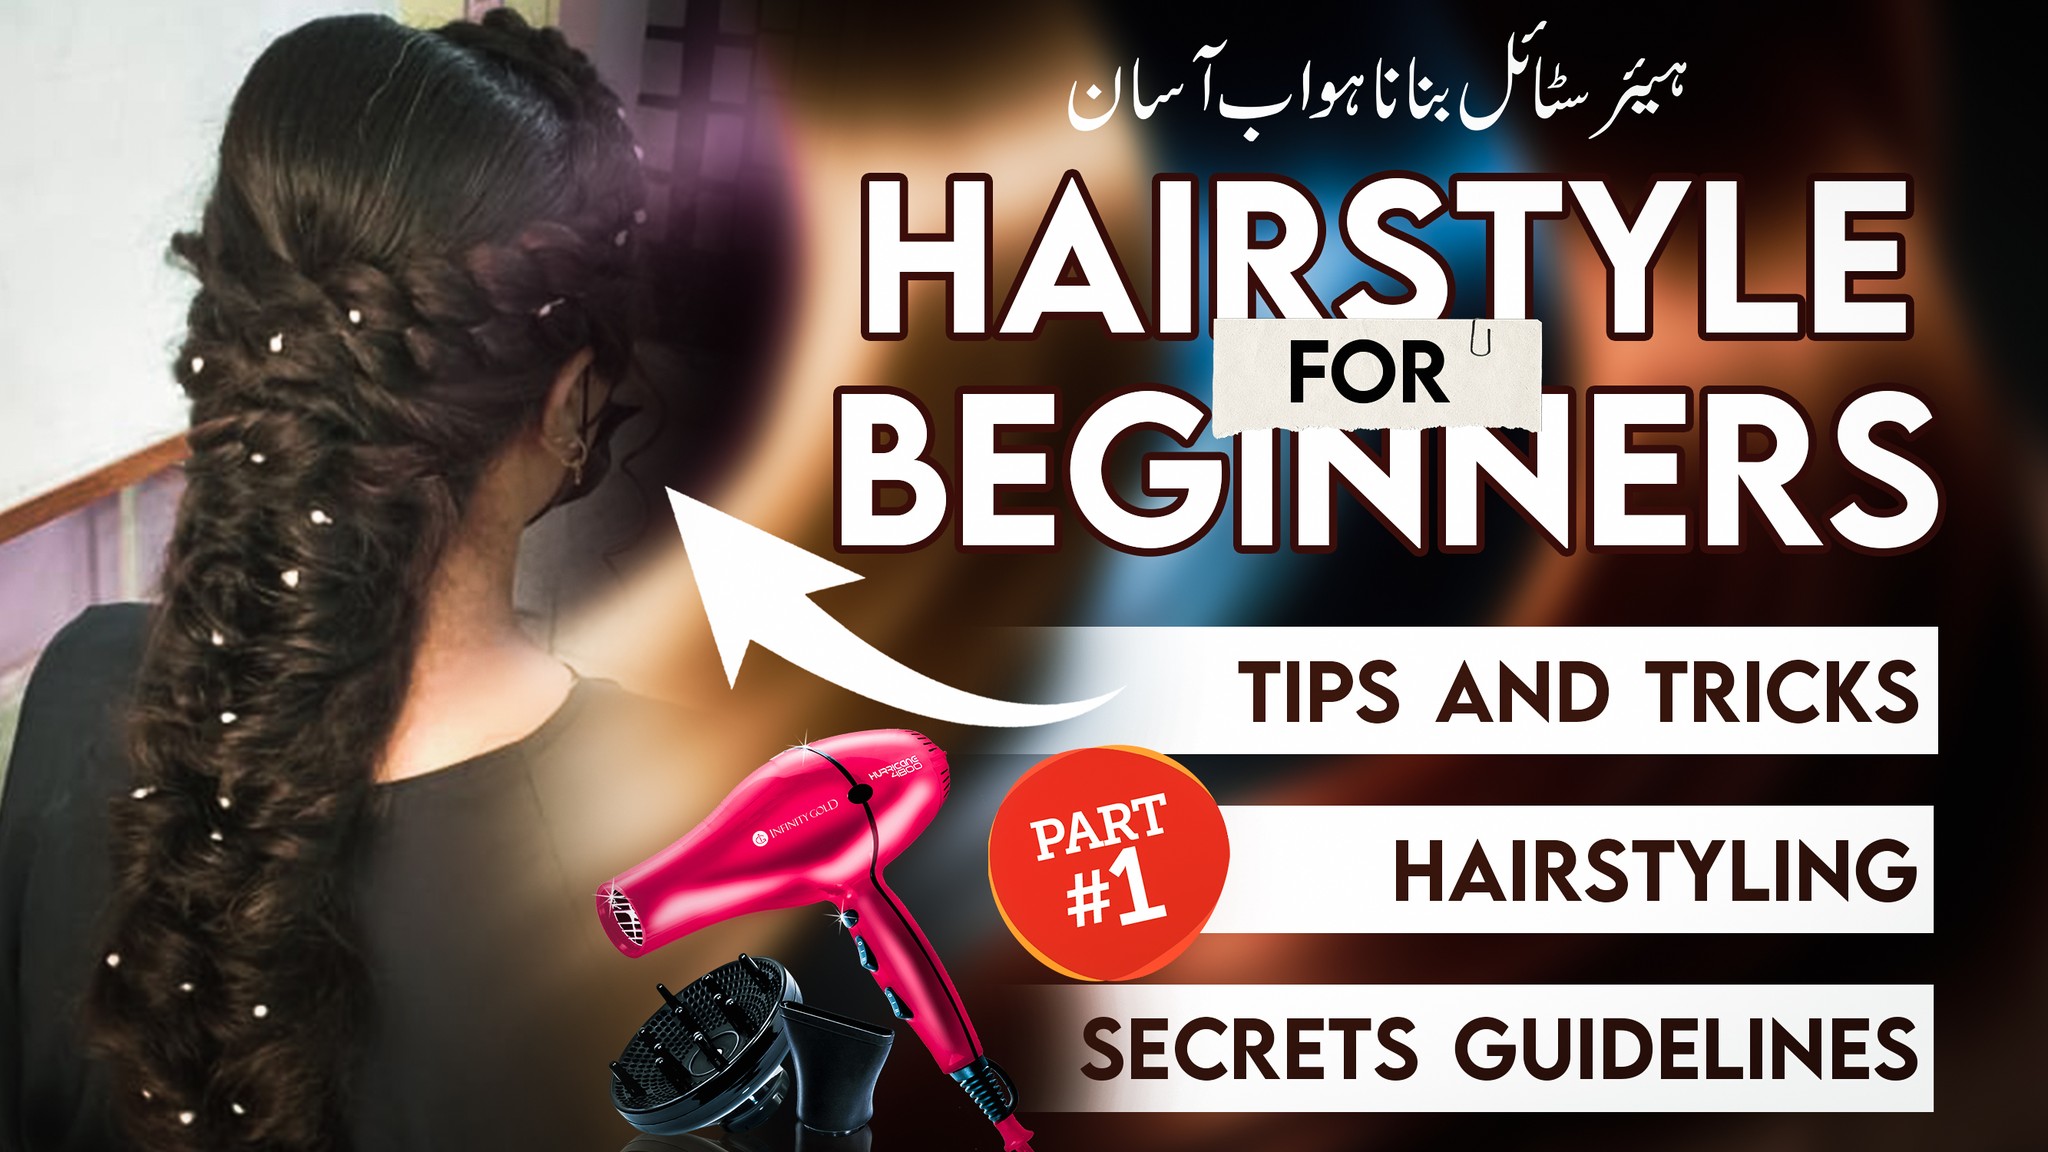 ہیئر سٹائل بنانا ہوا اب آسان
HAIRSTYLE
FOR
BEGINNERS
TIPS AND TRICKS
HURRICANE
4800
INFINITY GOLD
PART
#1
HAIRSTYLING
SECRETS GUIDELINES